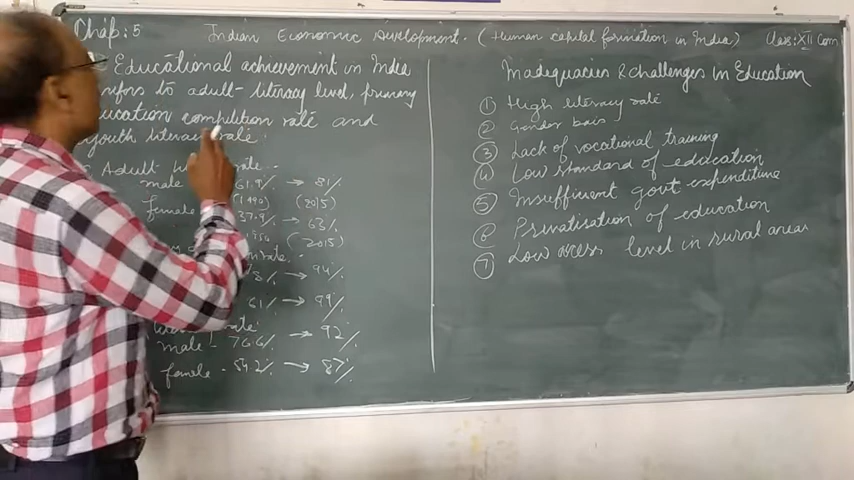 Chap: 5 Indian Economic Development. (Human capital formation in India) Class: XII Com
Educational achievement in India
refers to adult-literacy level, primary
education completion rate and
youth literacy rate.
Adult rate..
male 61.9% → 81%
(2015)
female 37.9% → 63%
(2015)
rate.
→ 94%
61% → 99%
rate
male - 76.6% → 92%
female - 54.2% → 87%
Inadequacies & Challenges in Education
① High literacy rate
② Gender bais
③ Lack of vocational training
④ Low standard of education
⑤ Insufficient govt expenditure
⑥ Privatisation of education
⑦ Low access level in rural areas